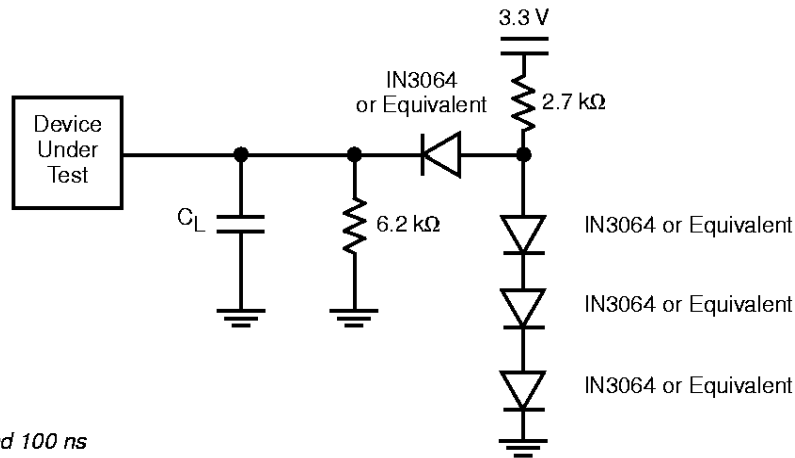 3.3 V
IN3064
or Equivalent
2.7 kΩ
Device
Under
Test
CL
6.2 kΩ
IN3064 or Equivalent
IN3064 or Equivalent
IN3064 or Equivalent
100 ns